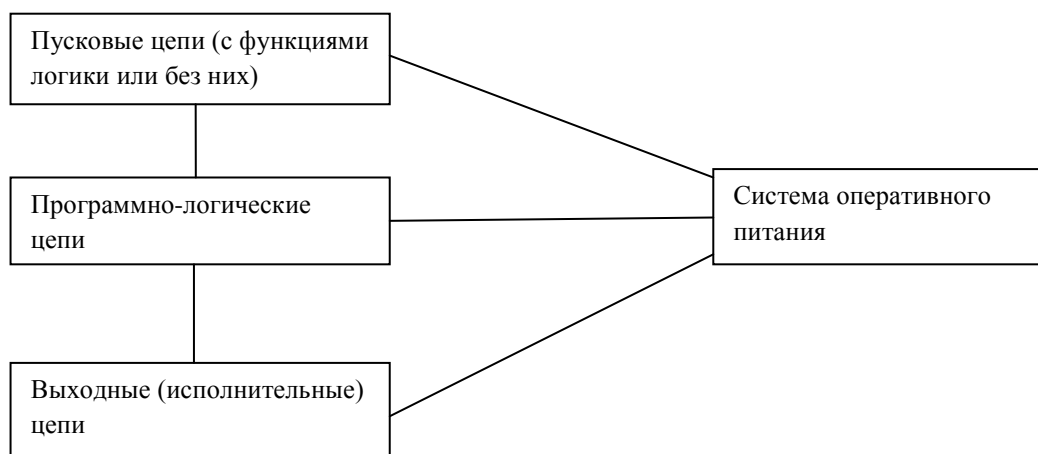 Пусковые цепи (с функциями
логики или без них)
Программно-логические
цепи
Система оперативного
питания
Выходные (исполнительные)
цепи